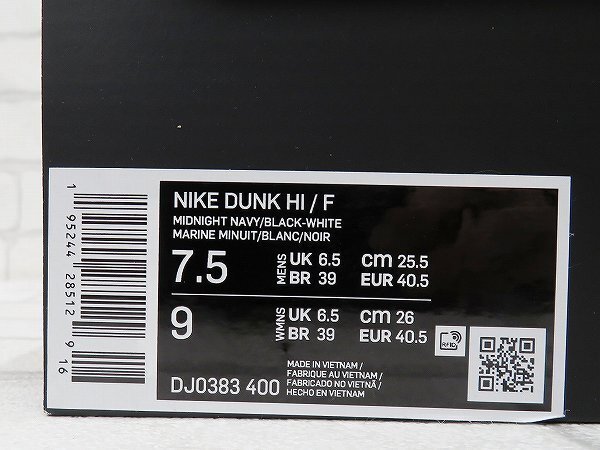 NIKE DUNK HI / F
MIDNIGHT NAVY/BLACK-WHITE
MARINE MINUIT/BLANC/NOIR
7.5 MENS UK 6.5 cm 25.5
BR 39 EUR 40.5
9 WMNS UK 6.5 cm 26
BR 39 EUR 40.5
RFID
DJ0383 400
MADE IN VIETNAM/
FABRIQUE AU VIETNAM/
FABRICADO NO VIETNÃ/
HECHO EN VIETNAM
1 95244 28512 9 16